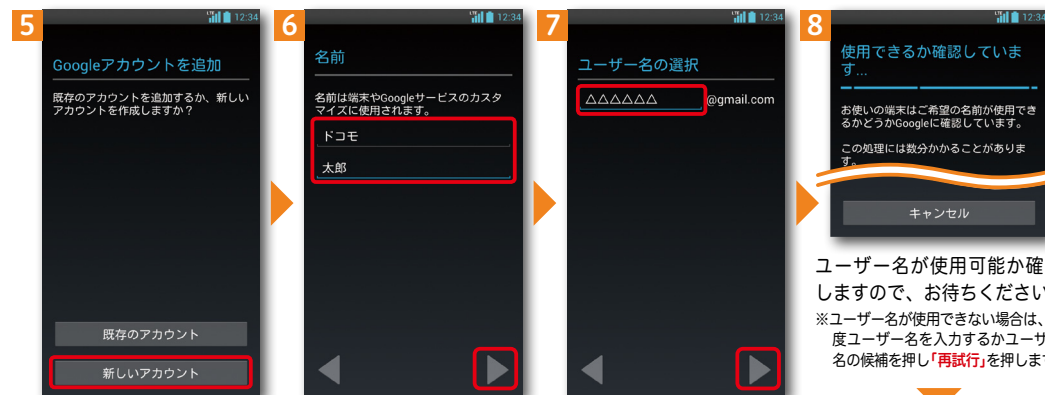 5
LTE 12:34
Googleアカウントを追加
既存のアカウントを追加するか、新しい
アカウントを作成しますか？
既存のアカウント
新しいアカウント
6
LTE 12:34
名前
名前は端末やGoogleサービスのカスタ
マイズに使用されます。
ドコモ
太郎
7
LTE 12:34
ユーザー名の選択
△△△△△△ @gmail.com
8
LTE 12:34
使用できるか確認していま
す...
お使いの端末はご希望の名前が使用でき
るかどうかGoogleに確認しています。
この処理には数分かかることがありま
す。
キャンセル
ユーザー名が使用可能か確
しますので、お待ちください
※ユーザー名が使用できない場合は、
度ユーザー名を入力するかユーザ
名の候補を押し「再試行」を押しま